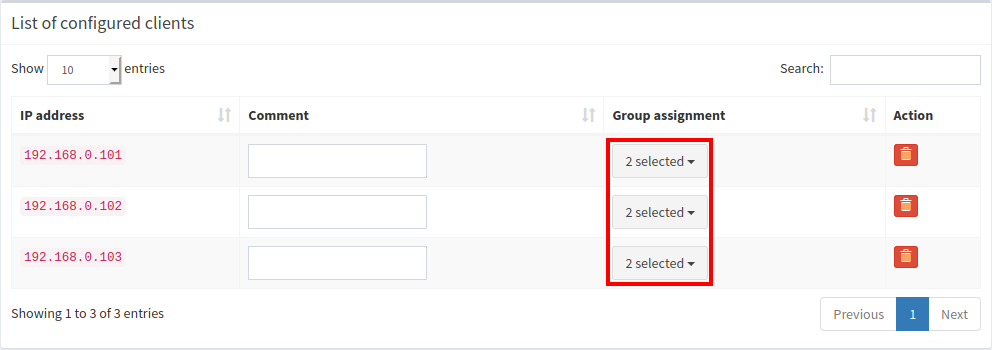 List of configured clients
Show 10 entries Search:
IP address Comment Group assignment Action
192.168.0.101 2 selected
192.168.0.102 2 selected
192.168.0.103 2 selected
Showing 1 to 3 of 3 entries Previous 1 Next